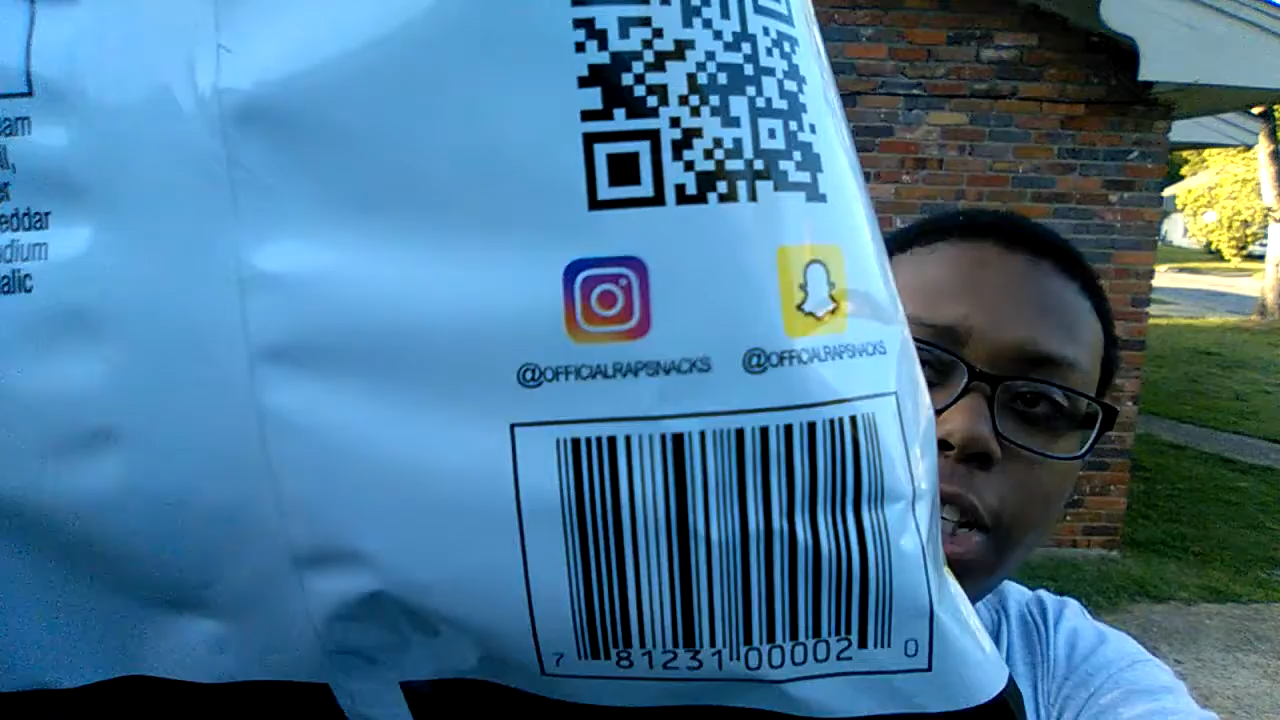 eddar
dium
alic
@OFFICIALRAPSNACKS @OFFICIALRAPSNACKS
7 81231 00002 0